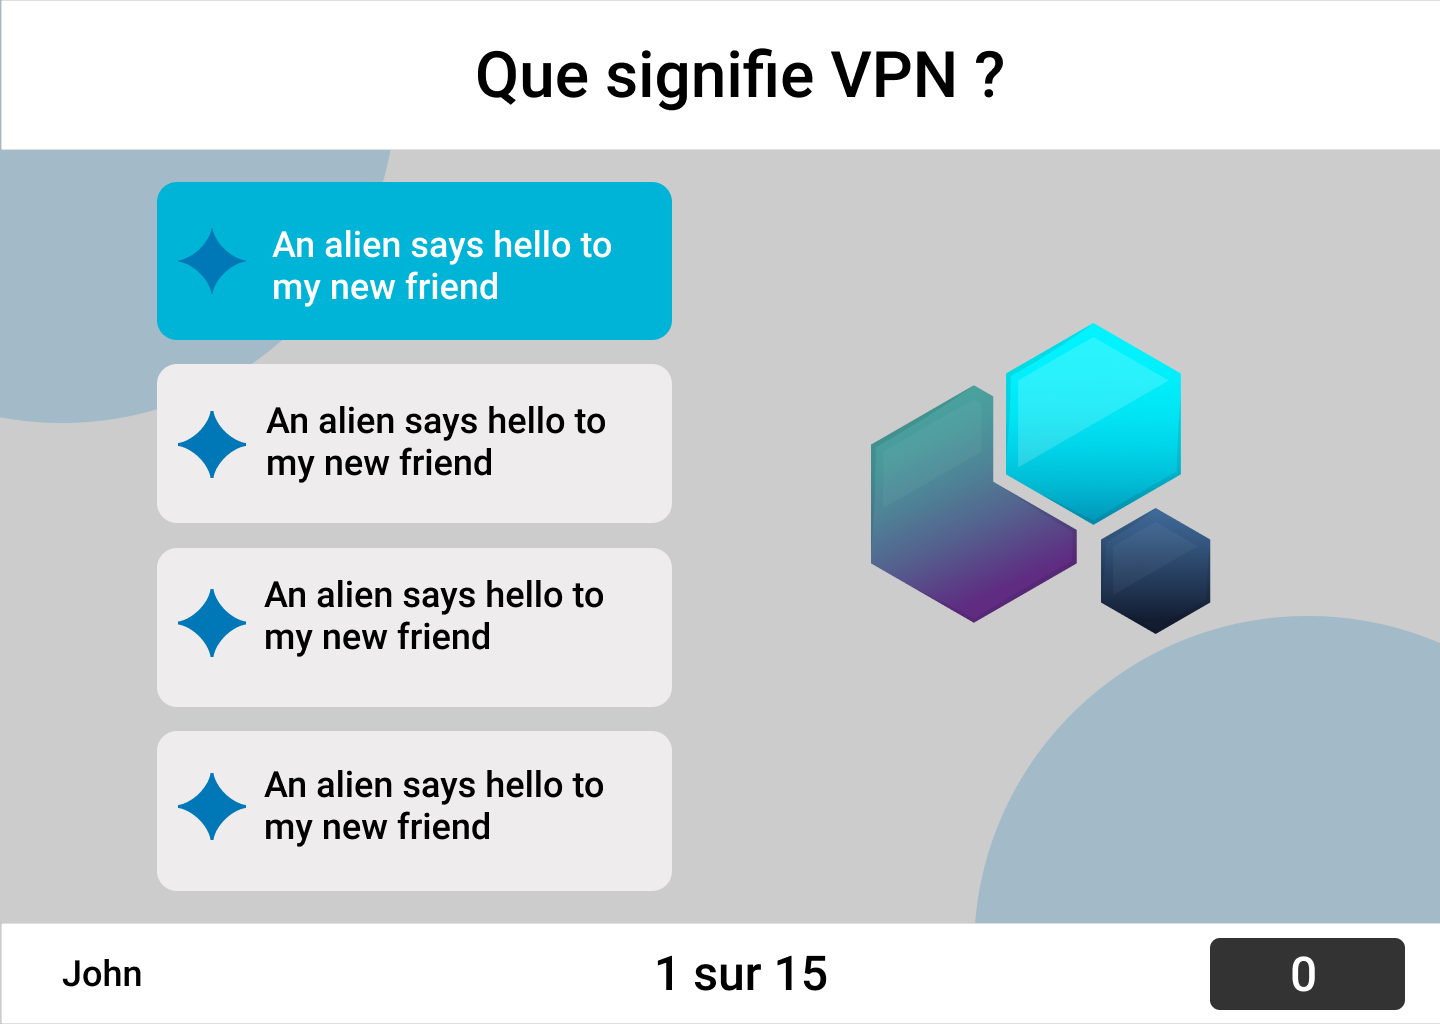 Que signifie VPN ?
An alien says hello to
my new friend
An alien says hello to
my new friend
An alien says hello to
my new friend
An alien says hello to
my new friend
John
1 sur 15
0